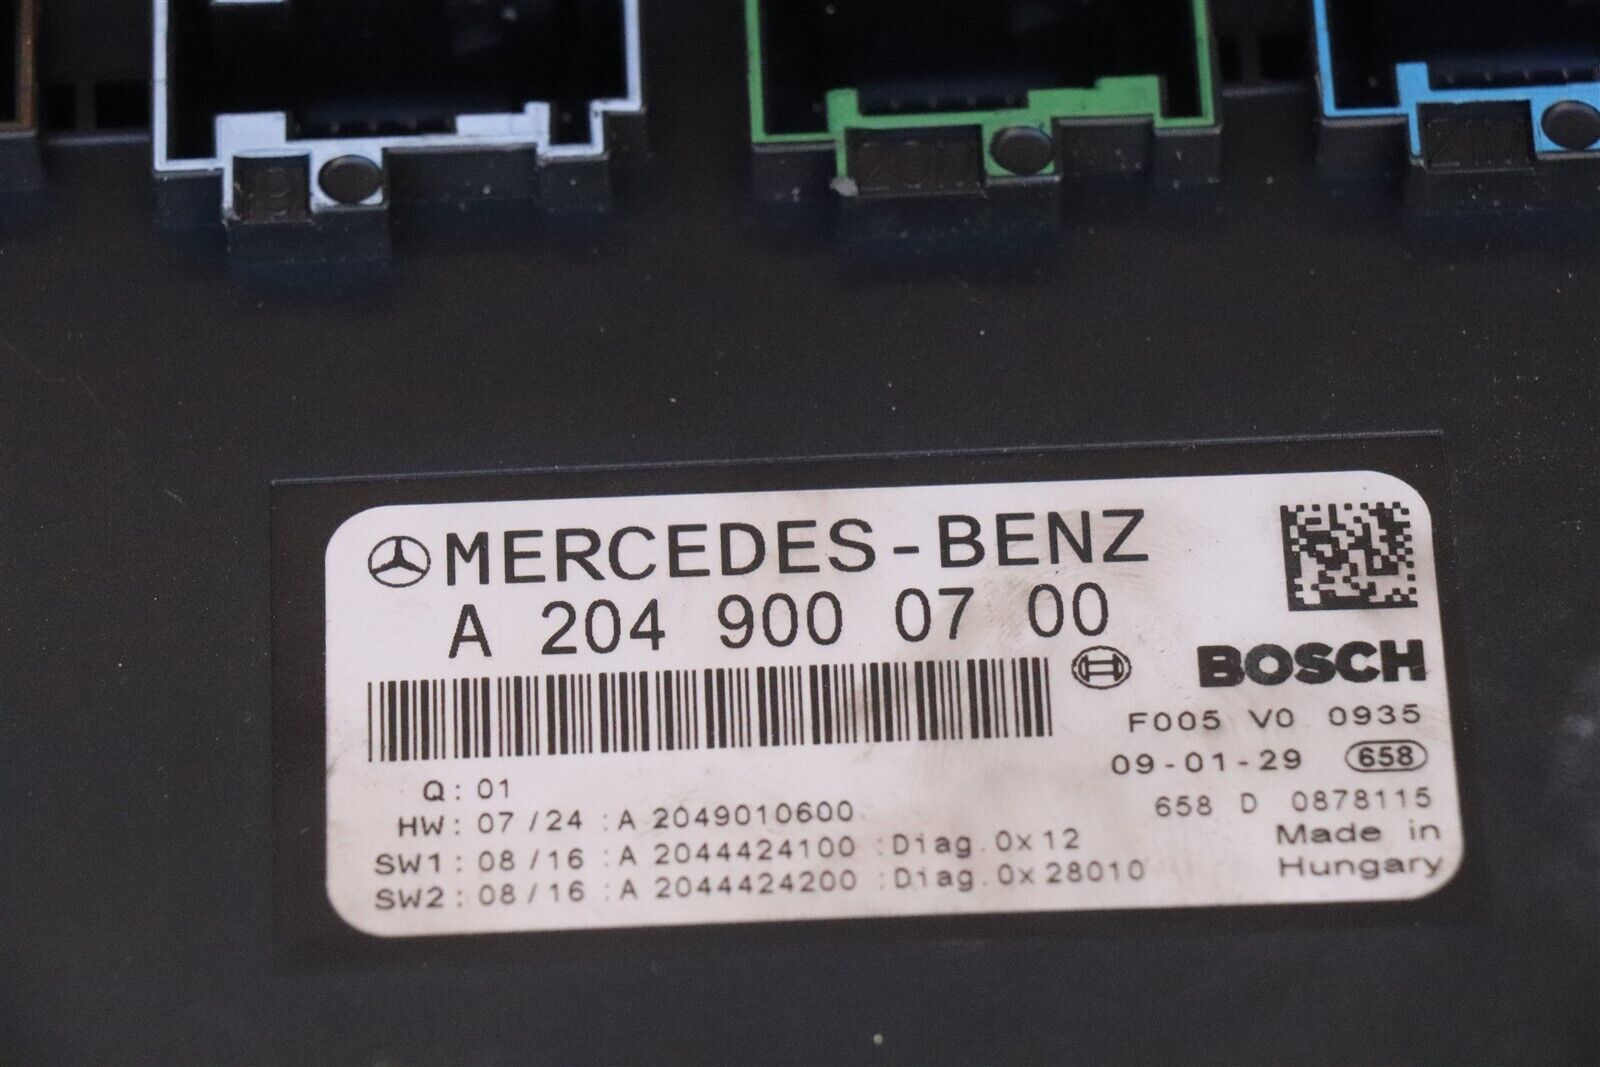 MERCEDES-BENZ
A 204 900 07 00
BOSCH
F005 V0 0935
09-01-29 658
658 D 0878115
Made in
Hungary
Q: 01
HW: 07/24 :A 2049010600
SW1: 08/16 :A 2044424100 :Diag.0x12
SW2: 08/16 :A 2044424200 :Diag.0x28010